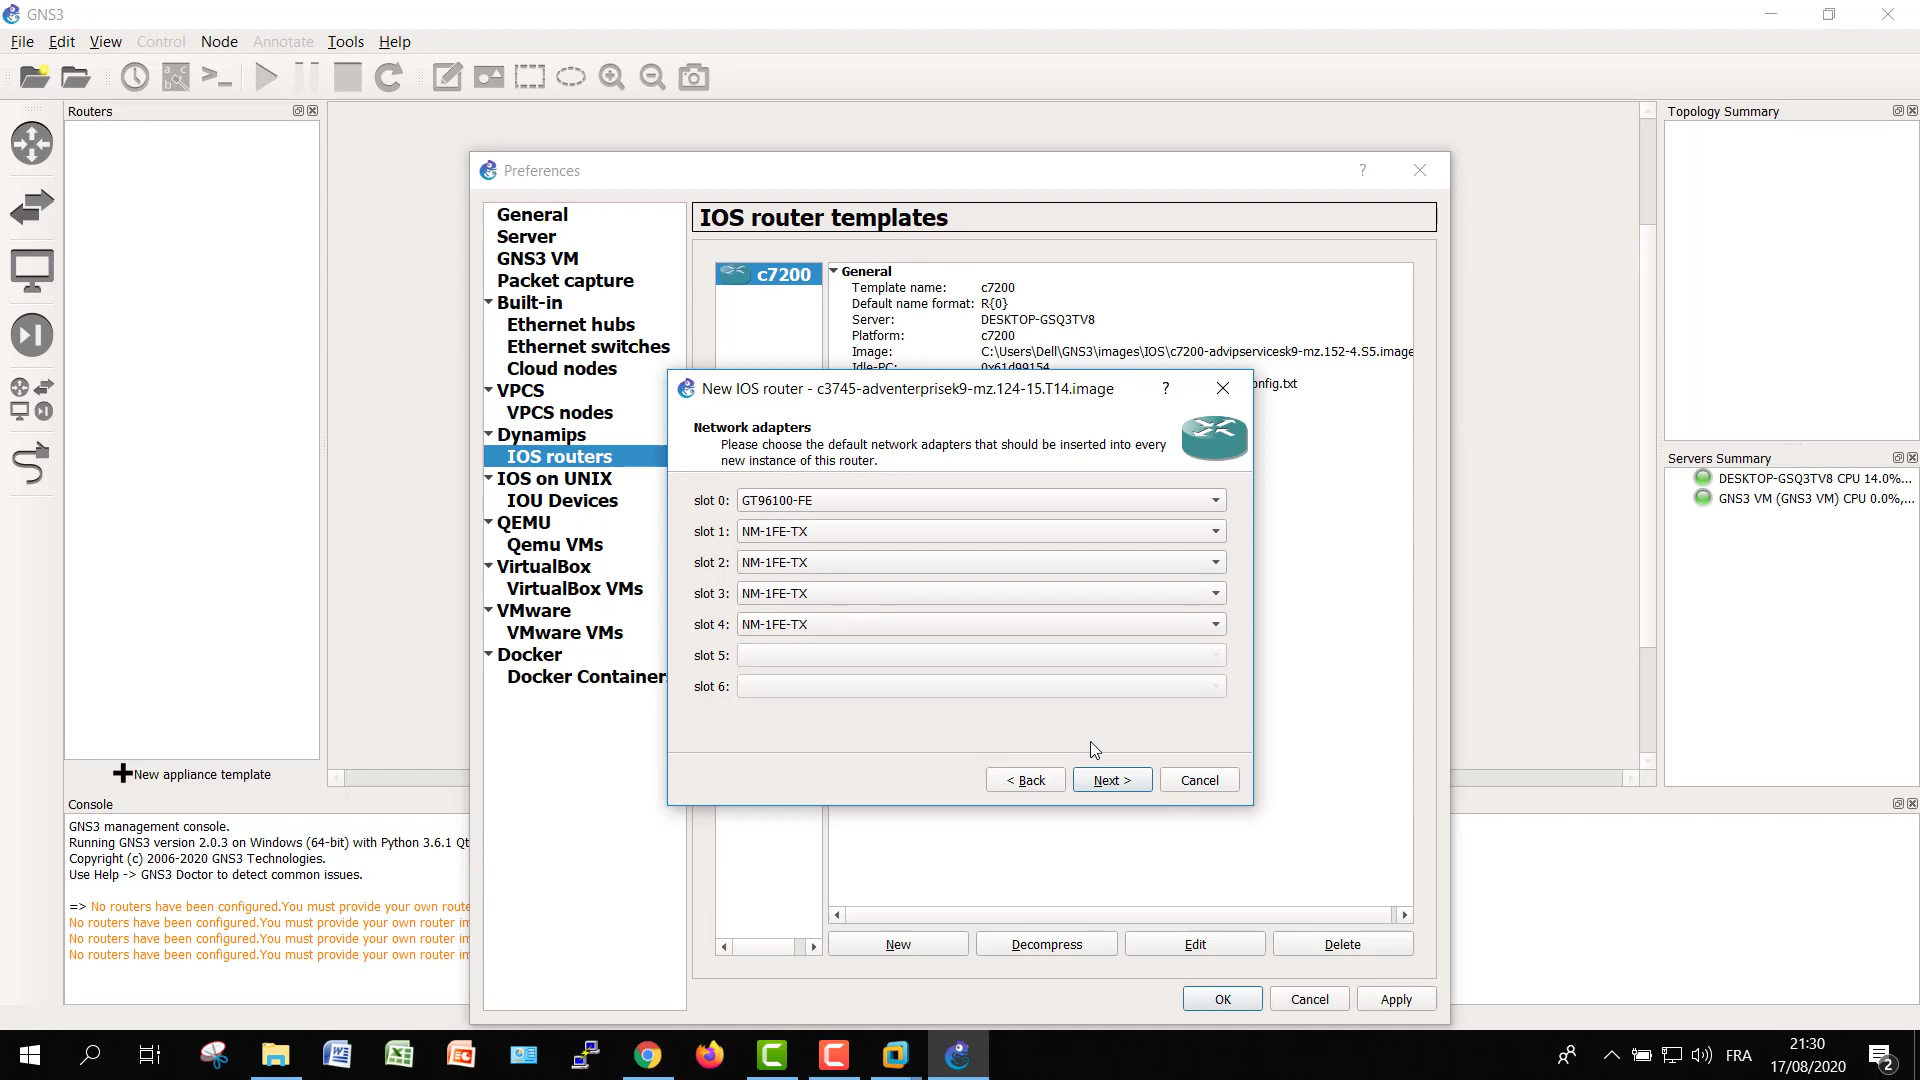 GNS3
File Edit View Control Node Annotate Tools Help
Routers
Topology Summary
Preferences
?
General
Server
GNS3 VM
Packet capture
Built-in
Ethernet hubs
Ethernet switches
Cloud nodes
VPCS
VPCS nodes
Dynamips
IOS routers
IOS on UNIX
IOU Devices
QEMU
Qemu VMs
VirtualBox
VirtualBox VMs
VMware
VMware VMs
Docker
Docker Container
IOS router templates
c7200
General
Template name: c7200
Default name format: R{0}
Server: DESKTOP-GSQ3TV8
Platform: c7200
Image: C:\Users\Dell\GNS3\images\IOS\c7200-advipservicesk9-mz.152-4.S5.image
Idle-PC: 0x61d99154
onfig.txt
New IOS router - c3745-adventerprisek9-mz.124-15.T14.image
?
Network adapters
Please choose the default network adapters that should be inserted into every
new instance of this router.
slot 0: GT96100-FE
slot 1: NM-1FE-TX
slot 2: NM-1FE-TX
slot 3: NM-1FE-TX
slot 4: NM-1FE-TX
slot 5:
slot 6:
< Back Next > Cancel
New Decompress Edit Delete
OK Cancel Apply
Servers Summary
DESKTOP-GSQ3TV8 CPU 14.0%...
GNS3 VM (GNS3 VM) CPU 0.0%,...
New appliance template
Console
GNS3 management console.
Running GNS3 version 2.0.3 on Windows (64-bit) with Python 3.6.1 Qt
Copyright (c) 2006-2020 GNS3 Technologies.
Use Help -> GNS3 Doctor to detect common issues.
=> No routers have been configured.You must provide your own route
No routers have been configured.You must provide your own router im
No routers have been configured.You must provide your own router im
No routers have been configured.You must provide your own router im
FRA
21:30
17/08/2020
2